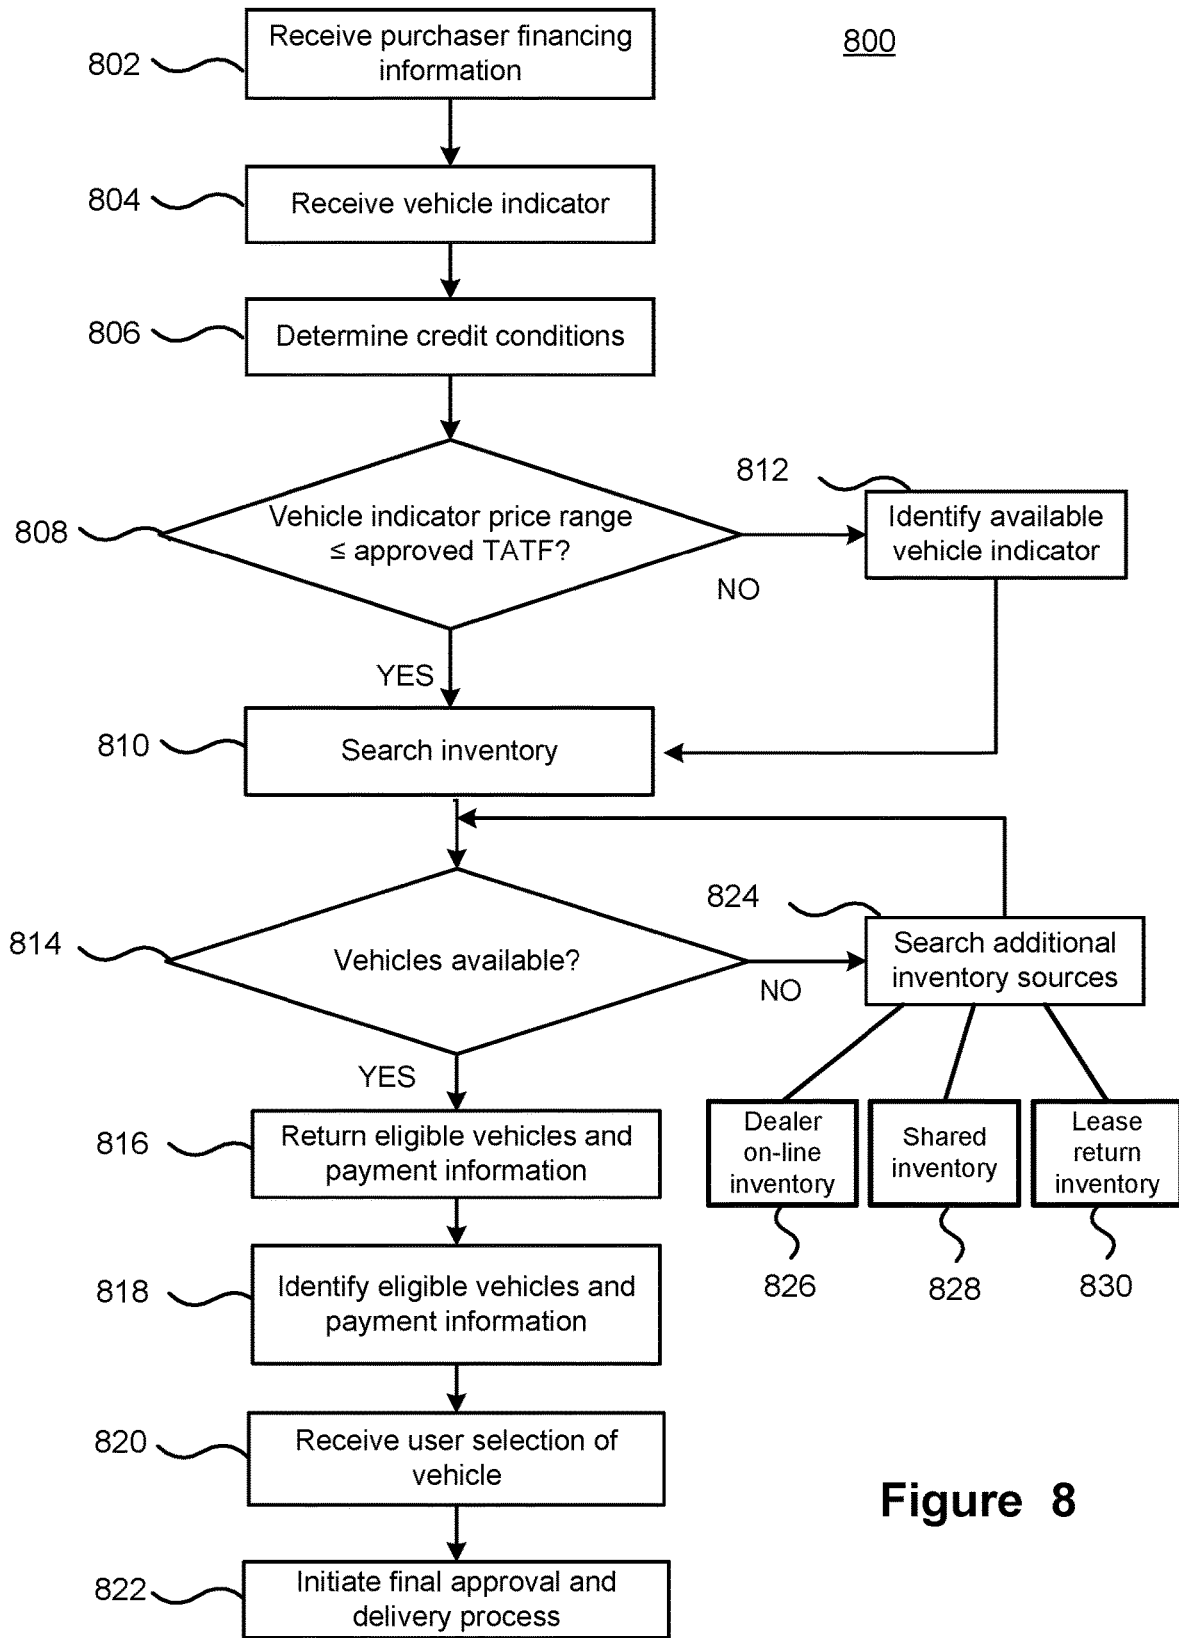 Receive purchaser financing
information
802
800
804
Receive vehicle indicator
806
Determine credit conditions
808
Vehicle indicator price range
≤ approved TATF?
NO
812
Identify available
vehicle indicator
YES
810
Search inventory
814
Vehicles available?
NO
824
Search additional
inventory sources
YES
816
Return eligible vehicles and
payment information
Dealer
on-line
inventory
Shared
inventory
Lease
return
inventory
826
828
830
818
Identify eligible vehicles and
payment information
820
Receive user selection of
vehicle
822
Initiate final approval and
delivery process
Figure 8